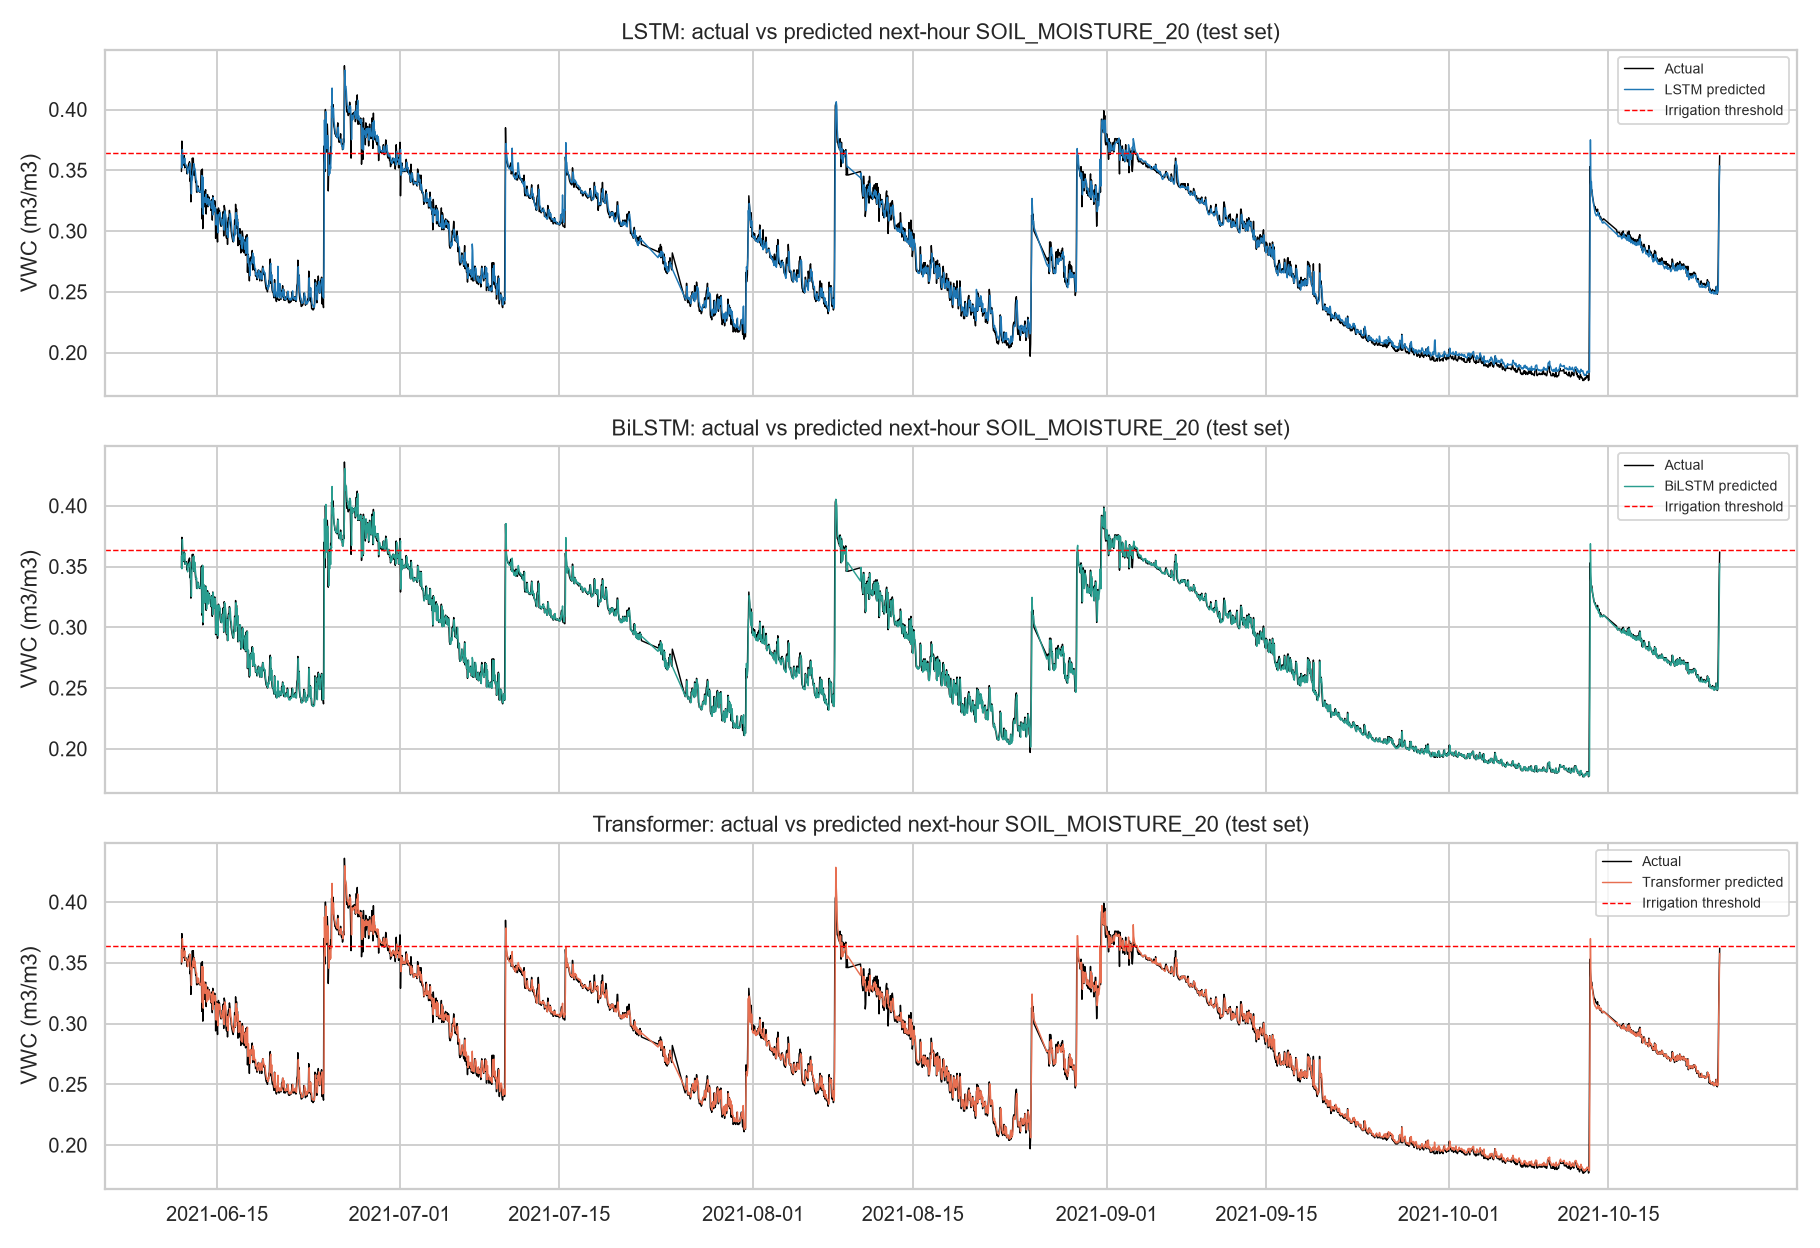 LSTM: actual vs predicted next-hour SOIL_MOISTURE_20 (test set)
VWC (m3/m3)
0.40
0.35
0.30
0.25
0.20
Actual
LSTM predicted
Irrigation threshold
BiLSTM: actual vs predicted next-hour SOIL_MOISTURE_20 (test set)
VWC (m3/m3)
0.40
0.35
0.30
0.25
0.20
Actual
BiLSTM predicted
Irrigation threshold
Transformer: actual vs predicted next-hour SOIL_MOISTURE_20 (test set)
VWC (m3/m3)
0.40
0.35
0.30
0.25
0.20
Actual
Transformer predicted
Irrigation threshold
2021-06-15 2021-07-01 2021-07-15 2021-08-01 2021-08-15 2021-09-01 2021-09-15 2021-10-01 2021-10-15